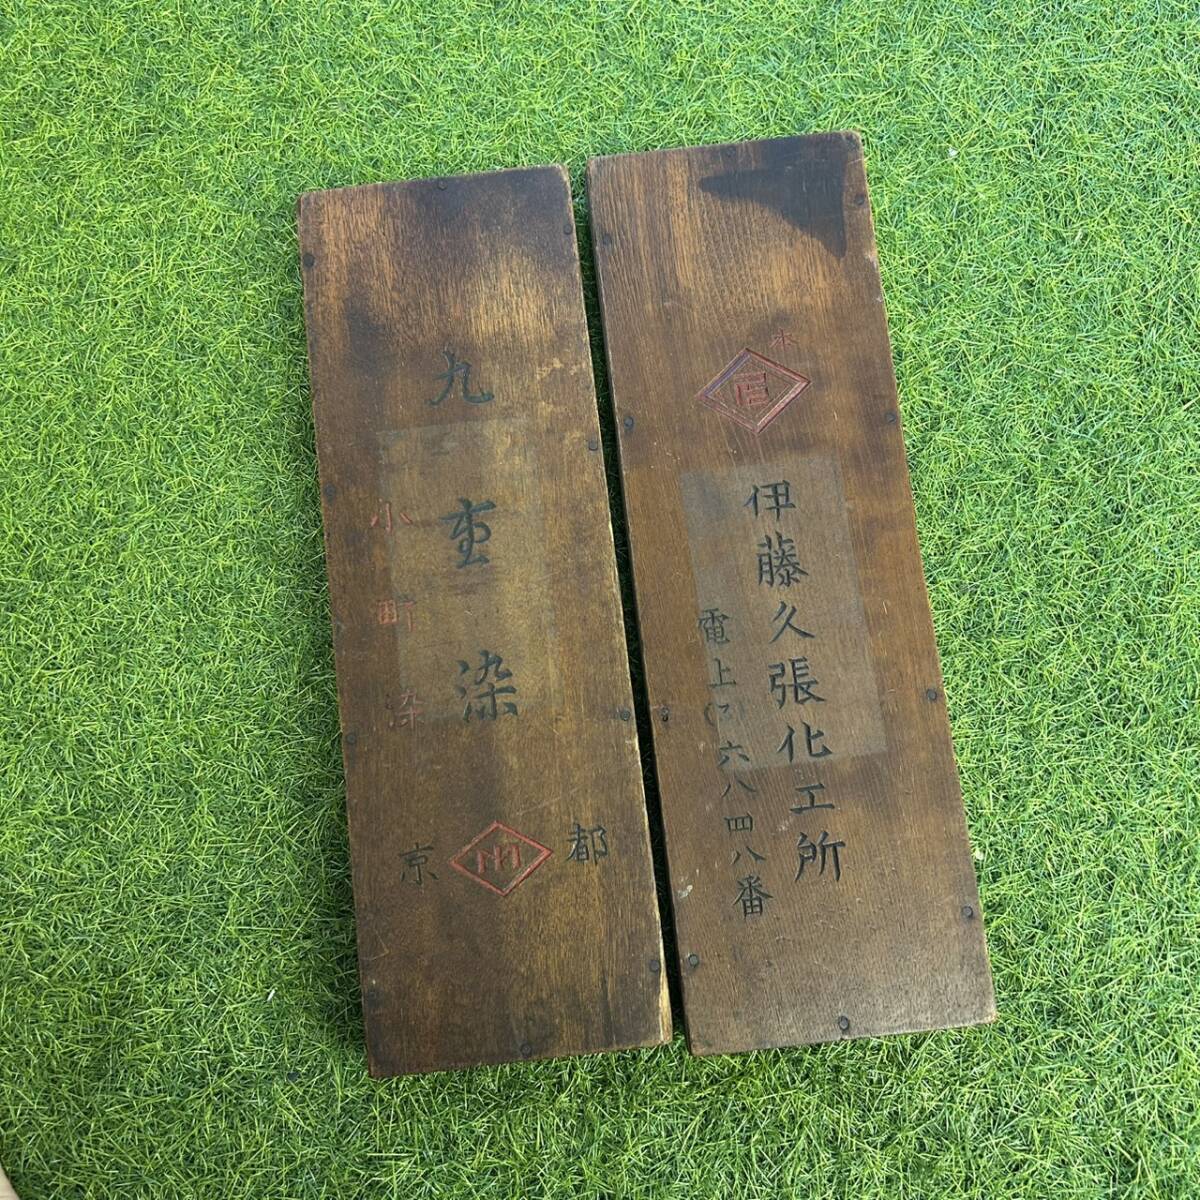 九重染
小町染
京 都
本
伊藤久張化工所
電上(2)六八四八番